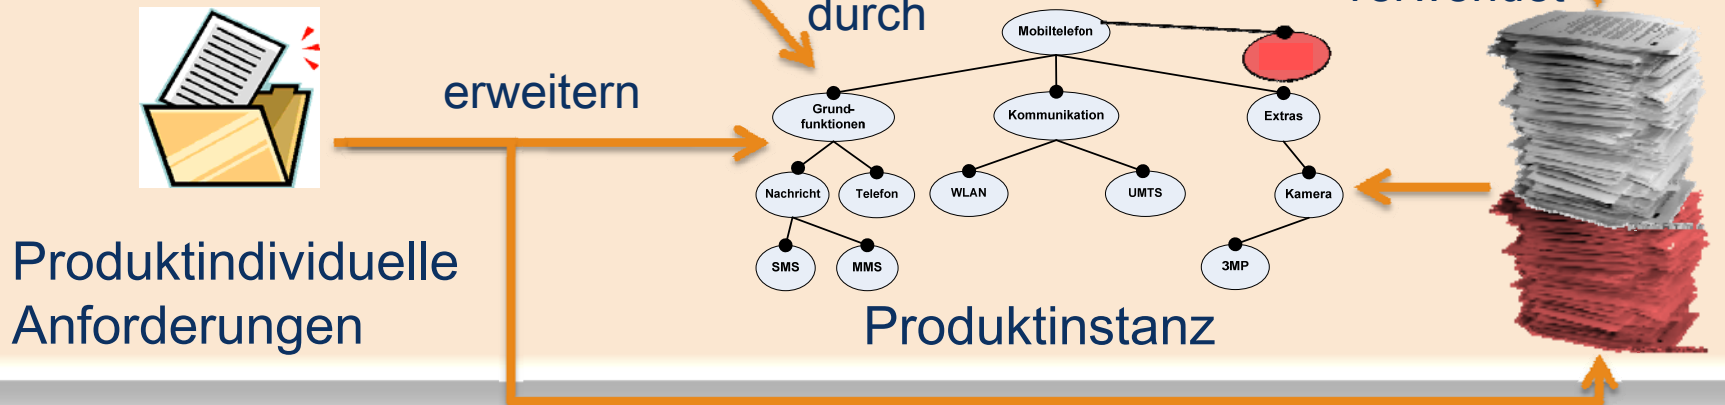 durch
erweitern
Mobiltelefon
Grund-
funktionen
Kommunikation
Extras
Nachricht
Telefon
WLAN
UMTS
Kamera
SMS
MMS
3MP
Produktindividuelle
Anforderungen
Produktinstanz